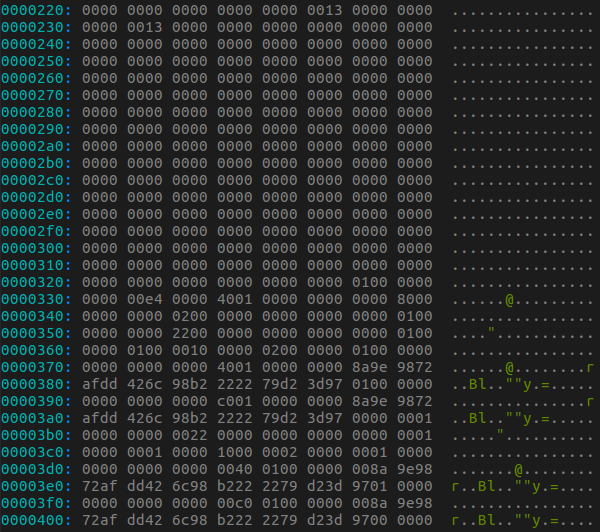 0000220: 0000 0000 0000 0000 0000 0013 0000 0000  ................
0000230: 0000 0013 0000 0000 0000 0000 0000 0000  ................
0000240: 0000 0000 0000 0000 0000 0000 0000 0000  ................
0000250: 0000 0000 0000 0000 0000 0000 0000 0000  ................
0000260: 0000 0000 0000 0000 0000 0000 0000 0000  ................
0000270: 0000 0000 0000 0000 0000 0000 0000 0000  ................
0000280: 0000 0000 0000 0000 0000 0000 0000 0000  ................
0000290: 0000 0000 0000 0000 0000 0000 0000 0000  ................
00002a0: 0000 0000 0000 0000 0000 0000 0000 0000  ................
00002b0: 0000 0000 0000 0000 0000 0000 0000 0000  ................
00002c0: 0000 0000 0000 0000 0000 0000 0000 0000  ................
00002d0: 0000 0000 0000 0000 0000 0000 0000 0000  ................
00002e0: 0000 0000 0000 0000 0000 0000 0000 0000  ................
00002f0: 0000 0000 0000 0000 0000 0000 0000 0000  ................
0000300: 0000 0000 0000 0000 0000 0000 0000 0000  ................
0000310: 0000 0000 0000 0000 0000 0000 0000 0000  ................
0000320: 0000 0000 0000 0000 0000 0000 0100 0000  ................
0000330: 0000 00e4 0000 4001 0000 0000 0000 8000  ......@.........
0000340: 0000 0000 0200 0000 0000 0000 0000 0100  ................
0000350: 0000 0000 2200 0000 0000 0000 0000 0100  ...."...........
0000360: 0000 0100 0010 0000 0200 0000 0100 0000  ................
0000370: 0000 0000 0000 4001 0000 0000 8a9e 9872  ......@........r
0000380: afdd 426c 98b2 2222 79d2 3d97 0100 0000  ..Bl..""y.=.....
0000390: 0000 0000 0000 c001 0000 0000 8a9e 9872  ...............r
00003a0: afdd 426c 98b2 2222 79d2 3d97 0000 0001  ..Bl..""y.=.....
00003b0: 0000 0000 0022 0000 0000 0000 0000 0001  ....."..........
00003c0: 0000 0001 0000 1000 0002 0000 0001 0000  ................
00003d0: 0000 0000 0000 0040 0100 0000 008a 9e98  .......@........
00003e0: 72af dd42 6c98 b222 2279 d23d 9701 0000  r..Bl..""y.=....
00003f0: 0000 0000 0000 00c0 0100 0000 008a 9e98  ................
0000400: 72af dd42 6c98 b222 2279 d23d 9700 0000  r..Bl..""y.=....